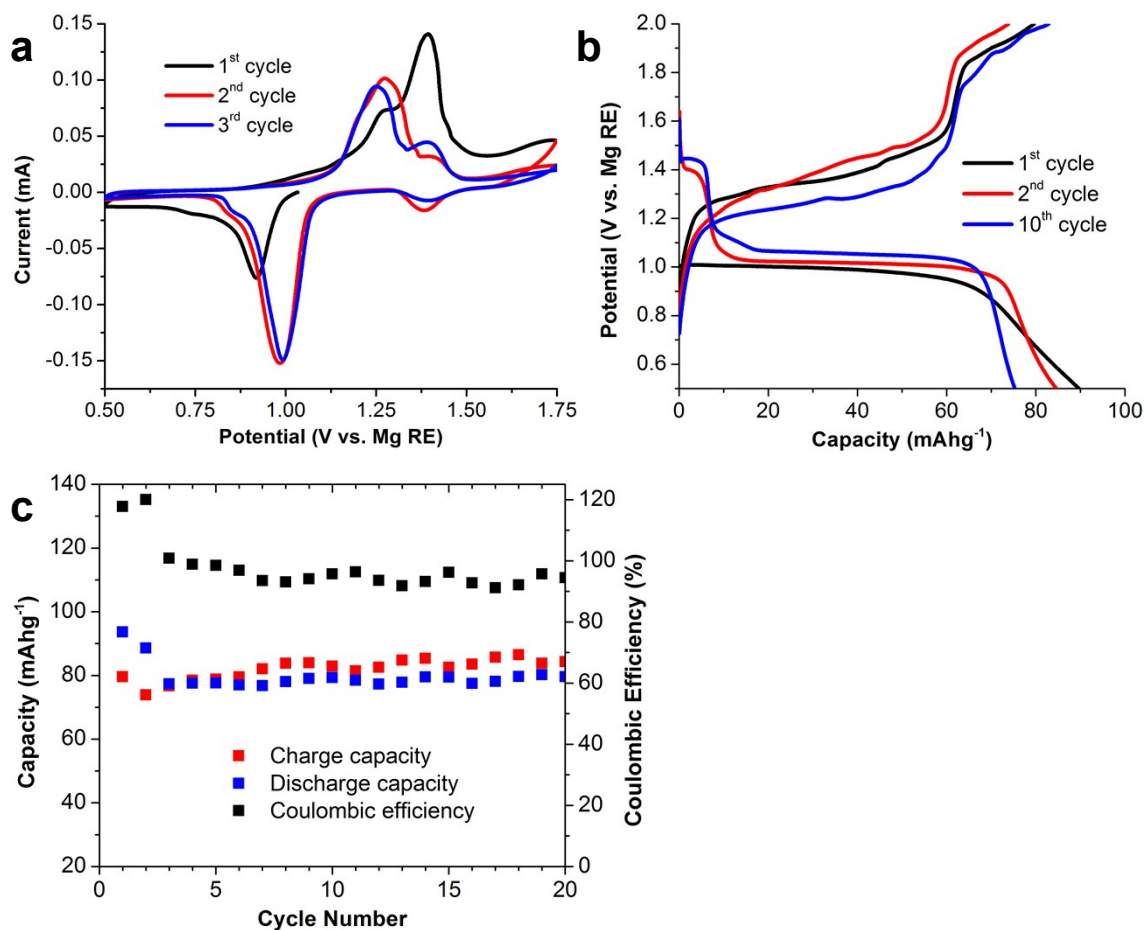 a
1st cycle
2nd cycle
3rd cycle
0.15
0.10
0.05
0.00
-0.05
-0.10
-0.15
Current (mA)
0.50 0.75 1.00 1.25 1.50 1.75
Potential (V vs. Mg RE)
b
1st cycle
2nd cycle
10th cycle
2.0
1.8
1.6
1.4
1.2
1.0
0.8
0.6
Potential (V vs. Mg RE)
0 20 40 60 80 100
Capacity (mAhg-1)
c
140
120
100
80
60
40
20
Capacity (mAhg-1)
Charge capacity
Discharge capacity
Coulombic efficiency
120
100
80
60
40
20
0
Coulombic Efficiency (%)
0 5 10 15 20
Cycle Number